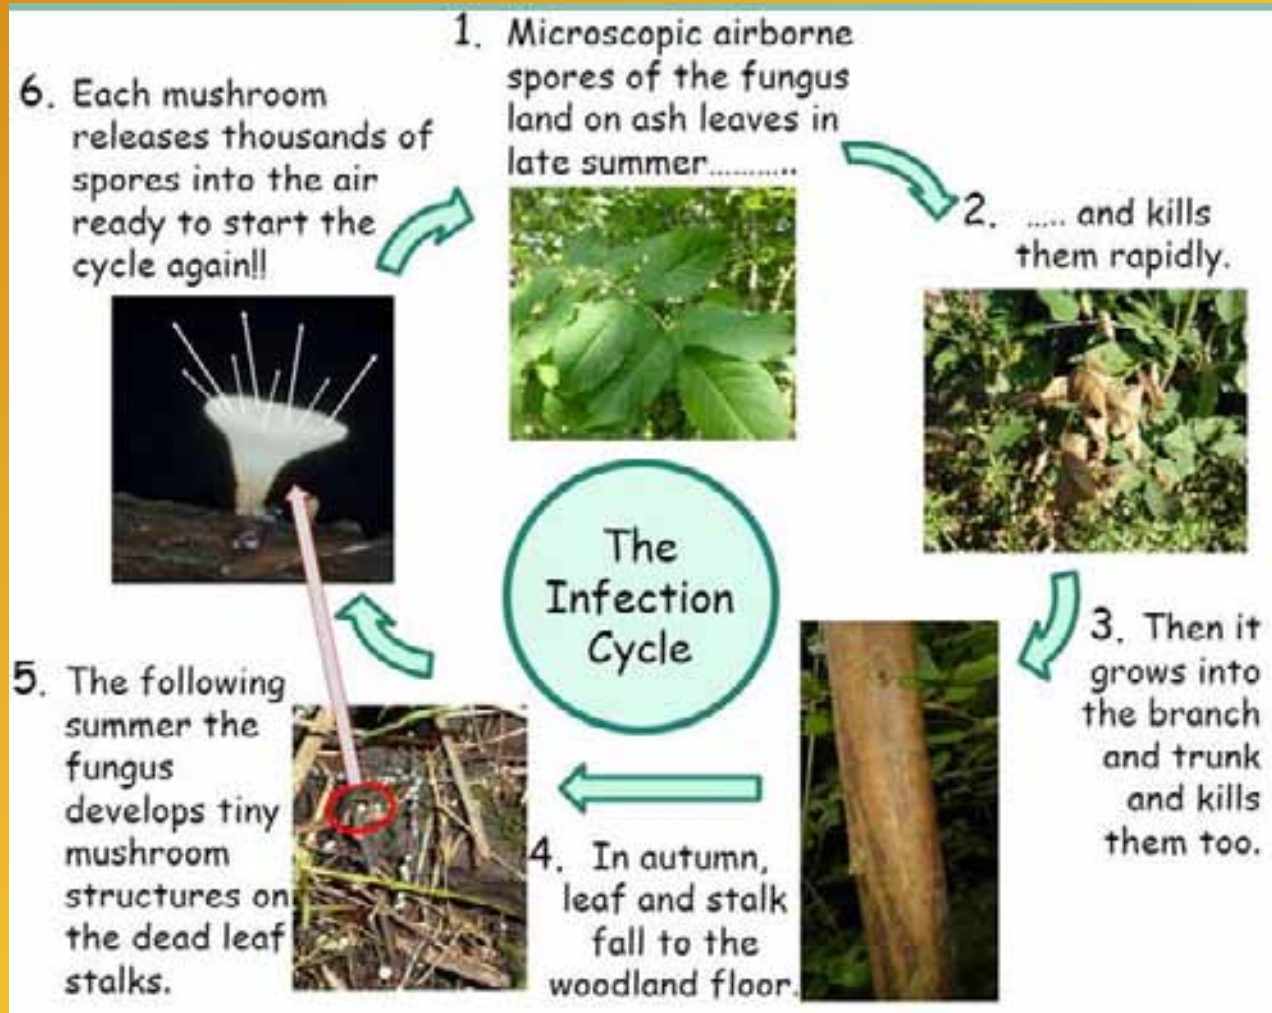 1. Microscopic airborne
spores of the fungus
land on ash leaves in
late summer...........
2. ..... and kills
them rapidly.
3. Then it
grows into
the branch
and trunk
and kills
them too.
4. In autumn,
leaf and stalk
fall to the
woodland floor.
5. The following
summer the
fungus
develops tiny
mushroom
structures on
the dead leaf
stalks.
6. Each mushroom
releases thousands of
spores into the air
ready to start the
cycle again!!
The
Infection
Cycle